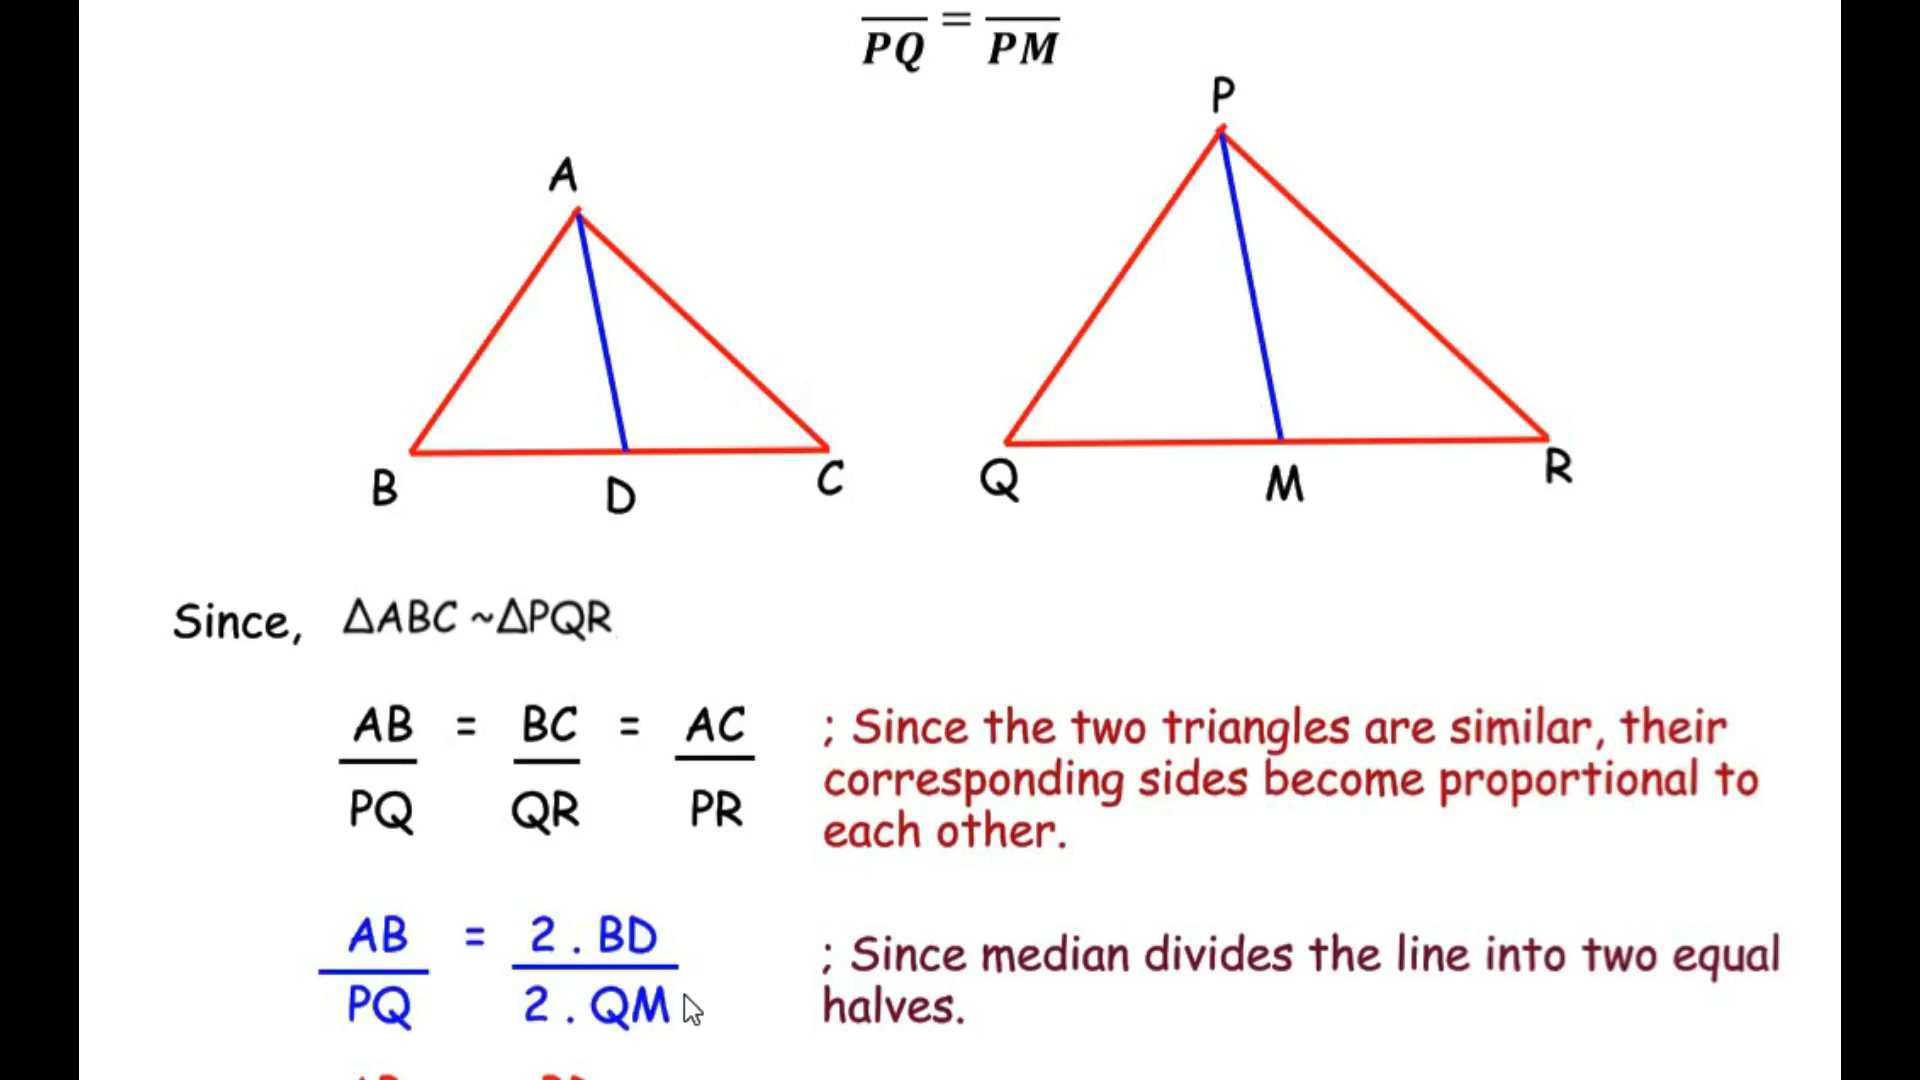 PQ = PM
P
A
B
D
C
Q
M
R
Since, ΔABC ~ΔPQR
AB = BC = AC
PQ QR PR
; Since the two triangles are similar, their
corresponding sides become proportional to
each other.
AB = 2 . BD
PQ 2 . QM
; Since median divides the line into two equal
halves.